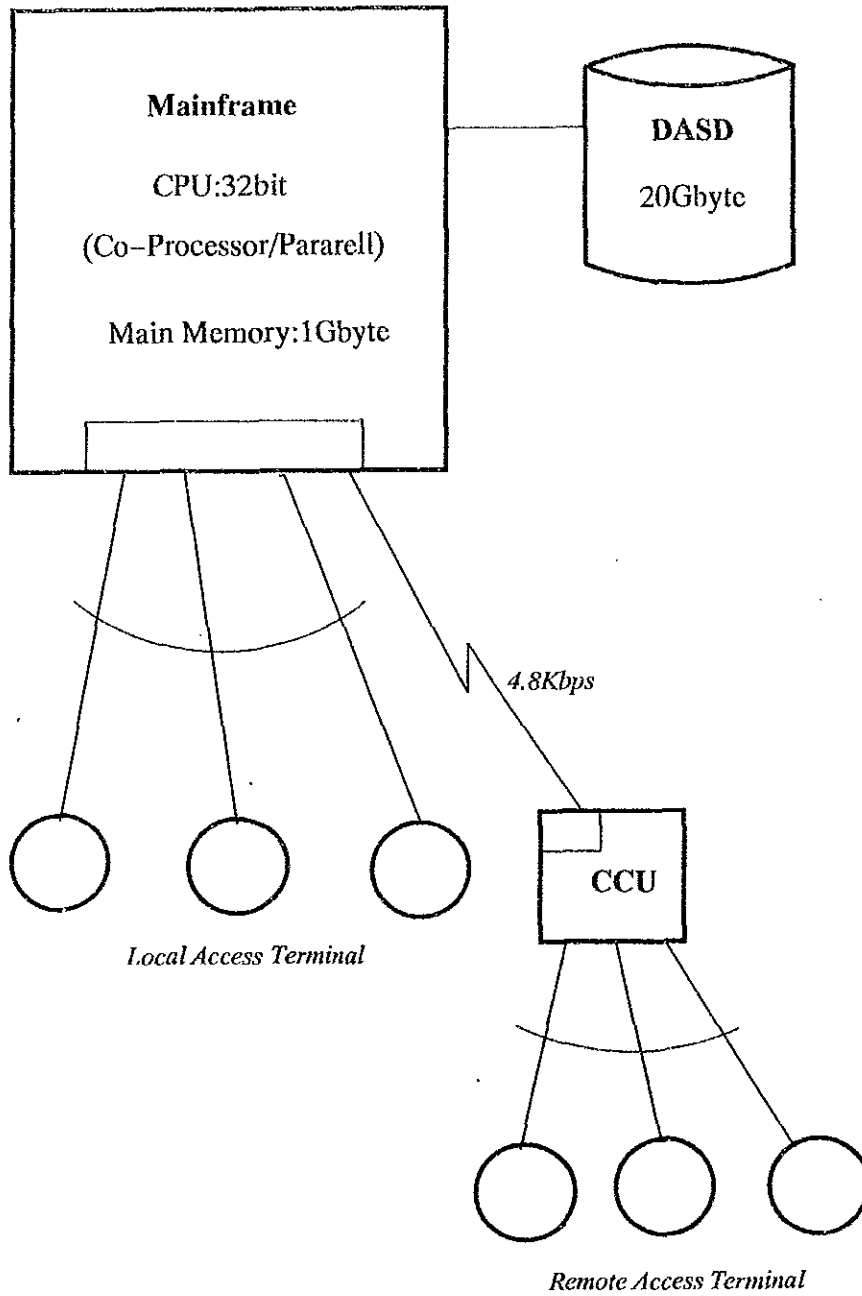 Mainframe
CPU:32bit
(Co-Processor/Pararell)
Main Memory:1Gbyte
DASD
20Gbyte
4.8Kbps
Local Access Terminal
CCU
Remote Access Terminal